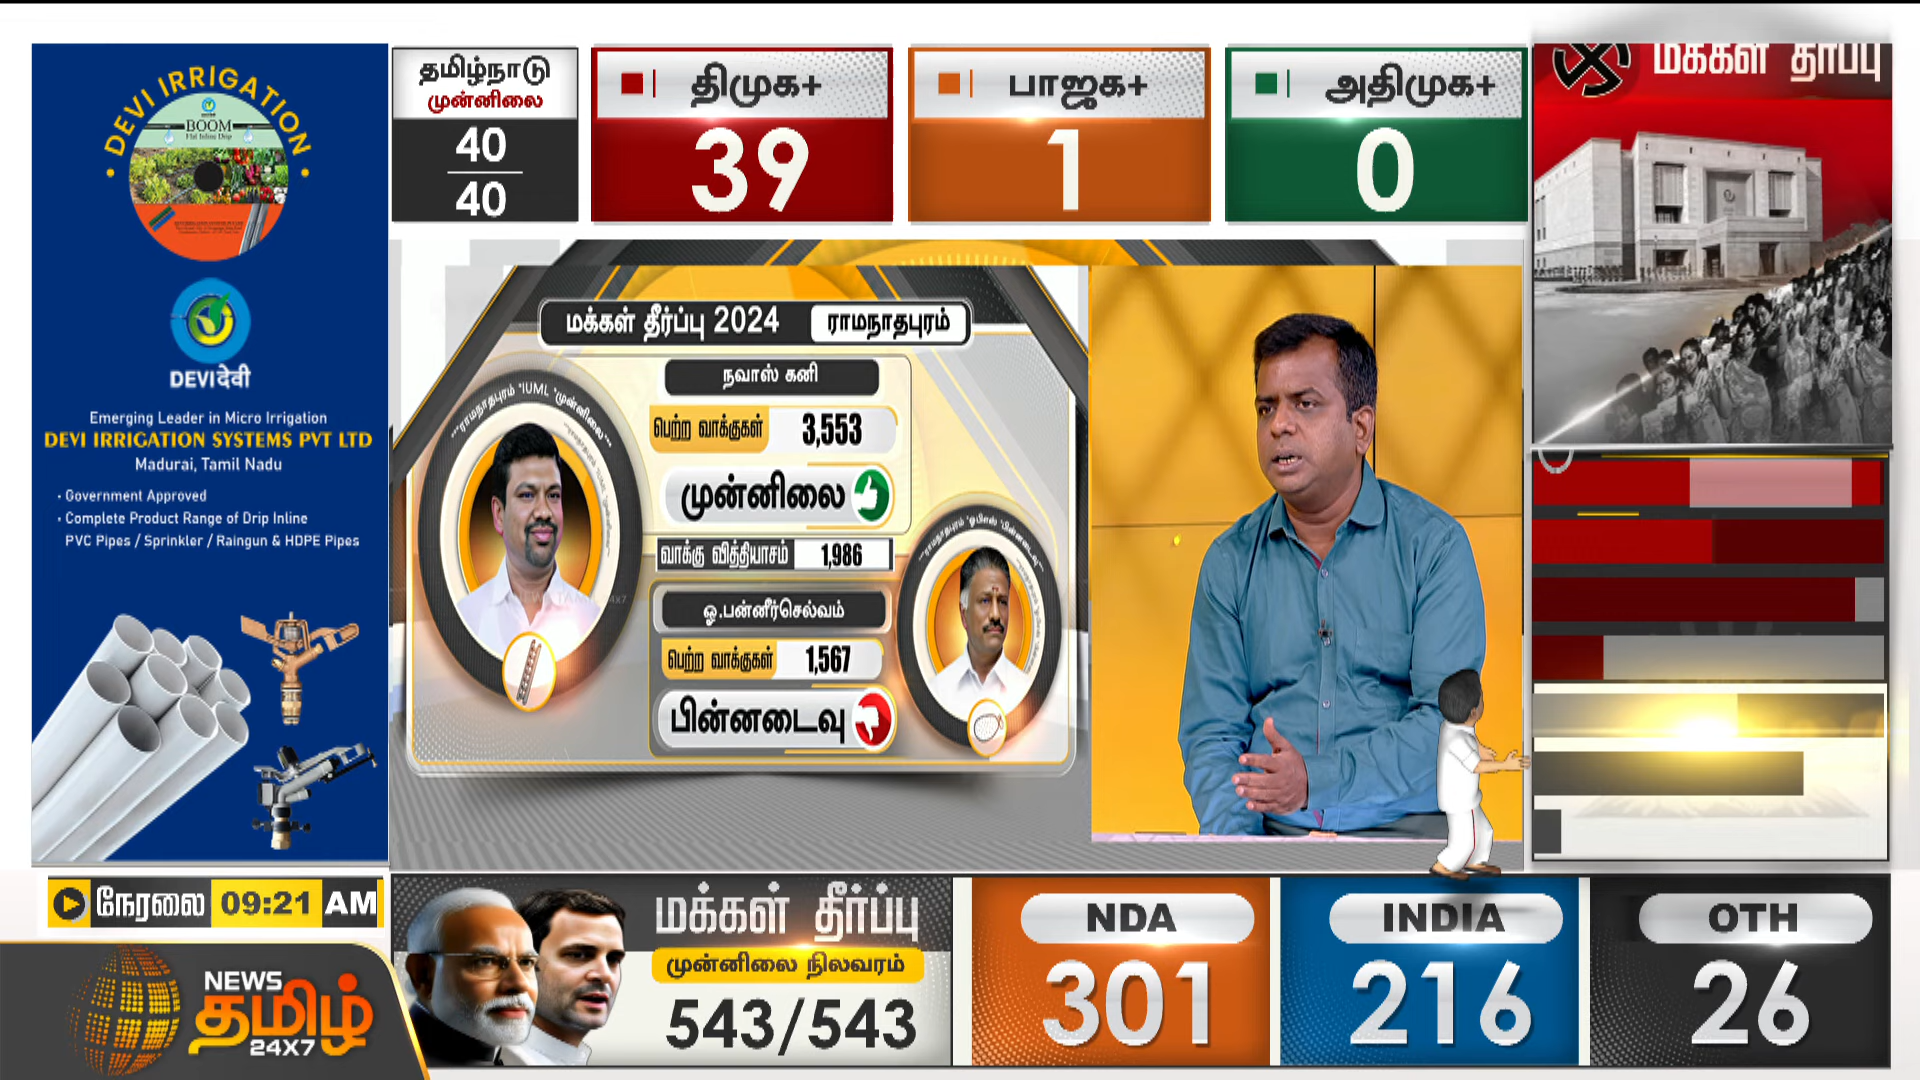 DEVI IRRIGATION
BOOM
Flat Inline Drip
DEVI देवी
Emerging Leader in Micro Irrigation
DEVI IRRIGATION SYSTEMS PVT LTD
Madurai, Tamil Nadu
• Government Approved
• Complete Product Range of Drip Inline
PVC Pipes / Sprinkler / Raingun & HDPE Pipes
தமிழ்நாடு
முன்னிலை
40
40
திமுக+
39
பாஜக+
1
அதிமுக+
0
மக்கள் தீர்ப்பு
மக்கள் தீர்ப்பு 2024 ராமநாதபுரம்
நவாஸ் கனி
பெற்ற வாக்குகள் 3,553
முன்னிலை
வாக்கு வித்தியாசம் 1,986
ஓ.பன்னீர்செல்வம்
பெற்ற வாக்குகள் 1,567
பின்னடைவு
நேரலை 09:21 AM
NEWS
தமிழ்
24X7
மக்கள் தீர்ப்பு
முன்னிலை நிலவரம்
543/543
NDA
301
INDIA
216
OTH
26